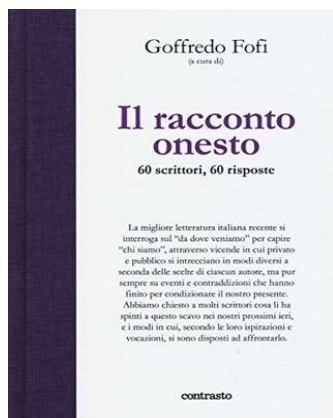 Goffredo Fofi
(a cura di)
Il racconto
onesto
60 scrittori, 60 risposte
La migliore letteratura italiana recente si
interroga sul “da dove veniamo” per capire
“chi siamo”, attraverso vicende in cui privato
e pubblico si intrecciano in modi diversi a
seconda delle scelte di ciascun autore, ma pur
sempre su eventi e contraddizioni che hanno
finito per condizionare il nostro presente.
Abbiamo chiesto a molti scrittori cosa li ha
spinti a questo scavo nei nostri prossimi ieri,
e i modi in cui, secondo le loro ispirazioni e
vocazioni, si sono disposti ad affrontarlo.
contrasto